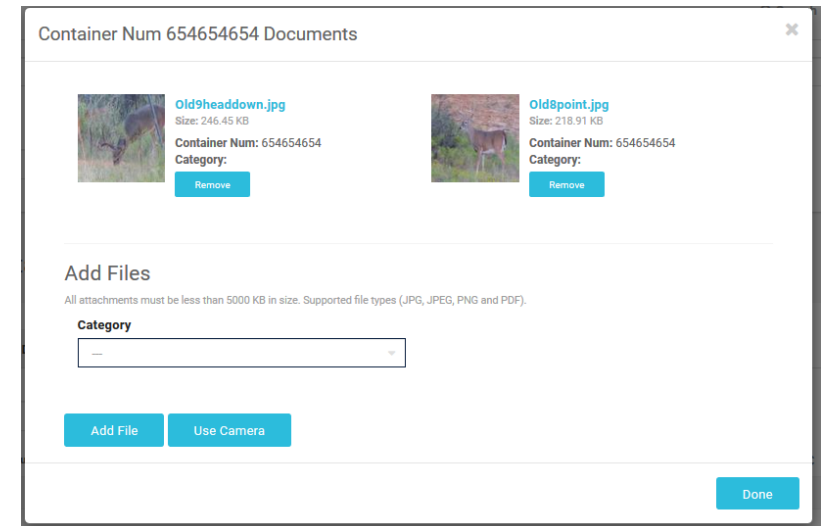 Container Num 654654654 Documents
Old9headdown.jpg
Size: 246.45 KB
Container Num: 654654654
Category:
Remove
Old8point.jpg
Size: 218.91 KB
Container Num: 654654654
Category:
Remove
Add Files
All attachments must be less than 5000 KB in size. Supported file types (JPG, JPEG, PNG and PDF).
Category
—
Add File
Use Camera
Done